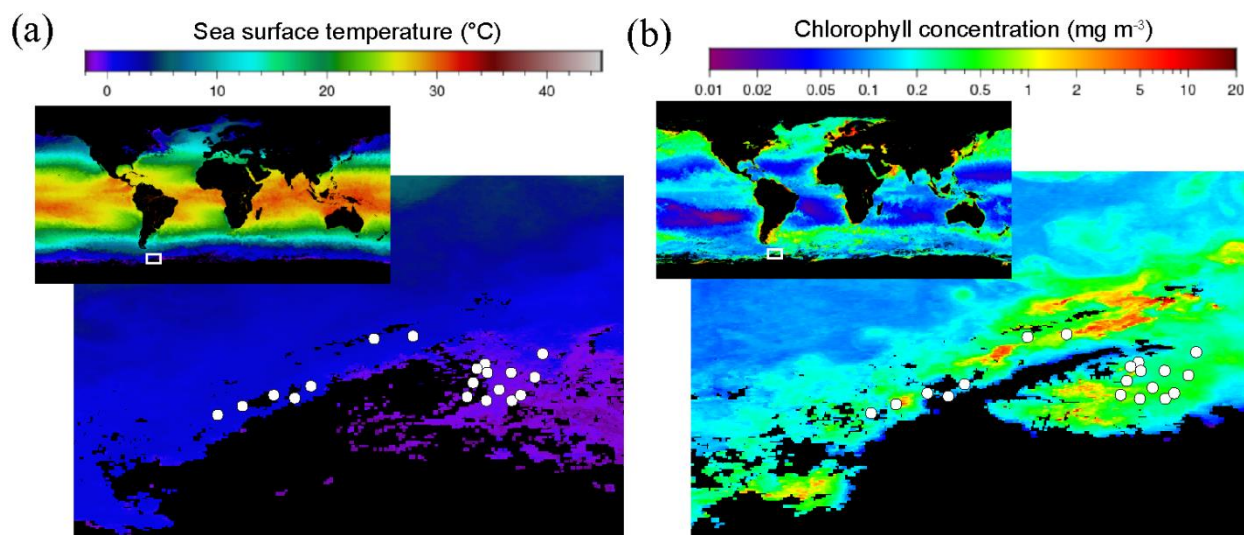 (a)
Sea surface temperature (°C)
0 10 20 30 40
(b)
Chlorophyll concentration (mg m⁻³)
0.01 0.02 0.05 0.1 0.2 0.5 1 2 5 10 20